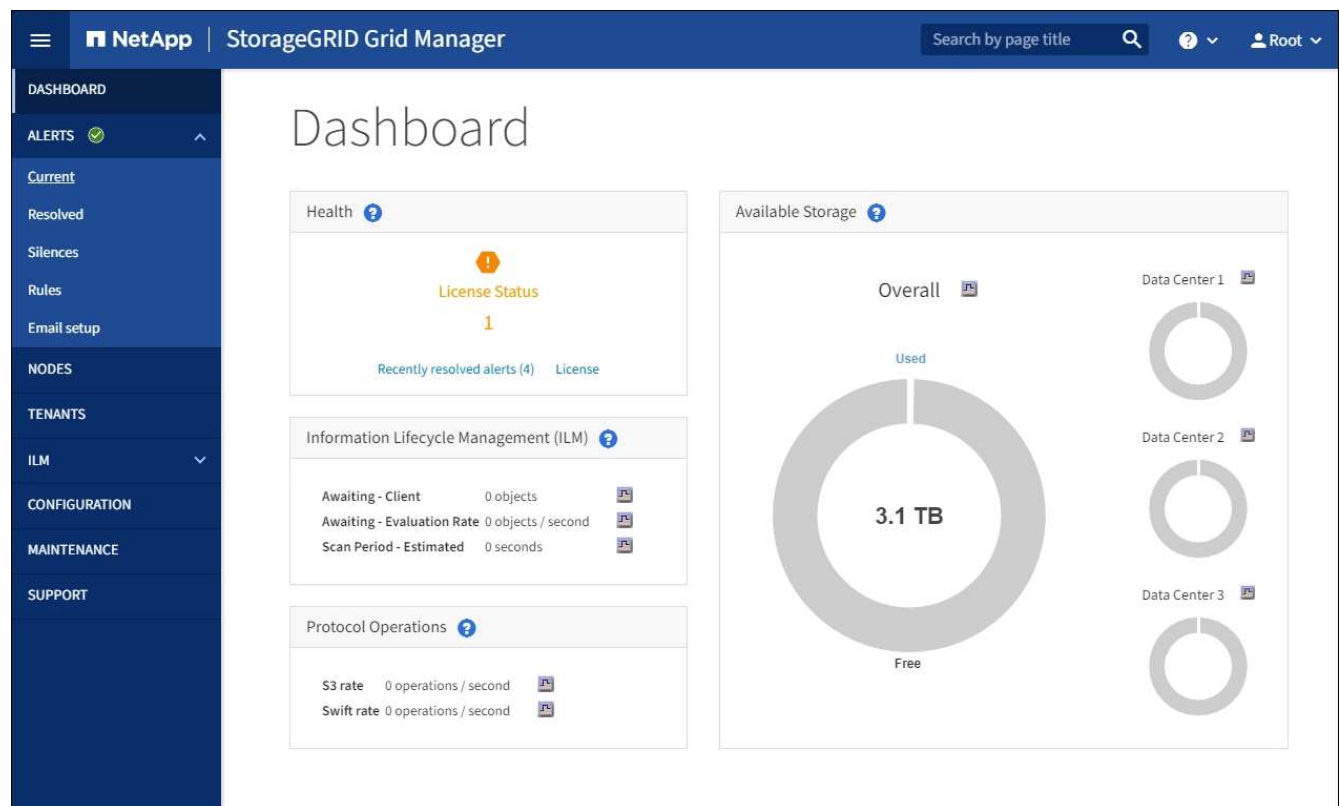 NetApp | StorageGRID Grid Manager
Search by page title
Root
DASHBOARD
ALERTS
Current
Resolved
Silences
Rules
Email setup
NODES
TENANTS
ILM
CONFIGURATION
MAINTENANCE
SUPPORT
Dashboard
Health
License Status
1
Recently resolved alerts (4) License
Information Lifecycle Management (ILM)
Awaiting - Client 0 objects
Awaiting - Evaluation Rate 0 objects / second
Scan Period - Estimated 0 seconds
Protocol Operations
S3 rate 0 operations / second
Swift rate 0 operations / second
Available Storage
Overall
Used
3.1 TB
Free
Data Center 1
Data Center 2
Data Center 3